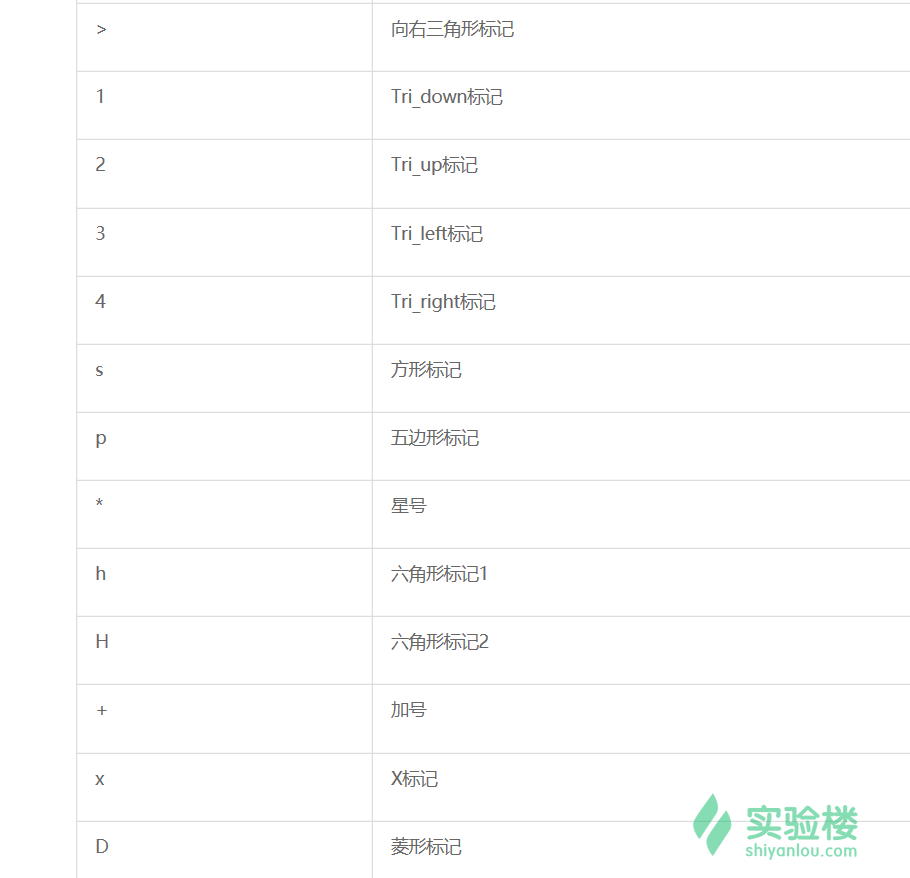 > 向右三角形标记
1 Tri_down标记
2 Tri_up标记
3 Tri_left标记
4 Tri_right标记
s 方形标记
p 五边形标记
* 星号
h 六角形标记1
H 六角形标记2
+ 加号
x X标记
D 菱形标记
实验楼
shiyanlou.com